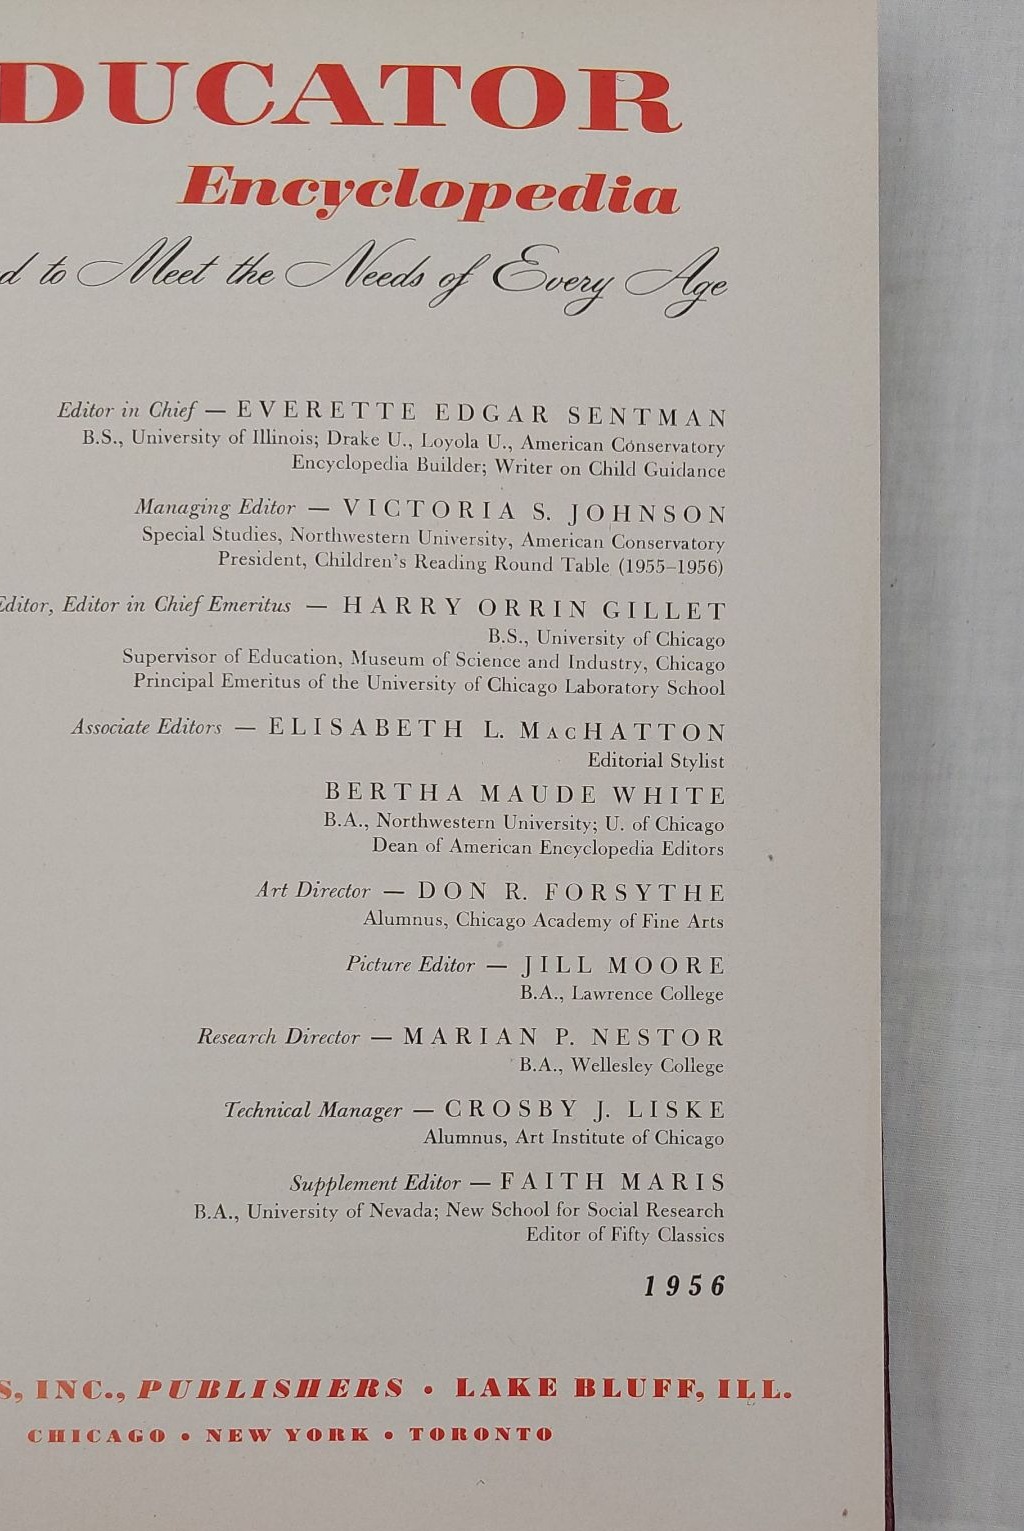 DUCATOR
Encyclopedia
d to Meet the Needs of Every Age
Editor in Chief — EVERETTE EDGAR SENTMAN
B.S., University of Illinois; Drake U., Loyola U., American Conservatory
Encyclopedia Builder; Writer on Child Guidance
Managing Editor — VICTORIA S. JOHNSON
Special Studies, Northwestern University, American Conservatory
President, Children's Reading Round Table (1955–1956)
Editor, Editor in Chief Emeritus — HARRY ORRIN GILLET
B.S., University of Chicago
Supervisor of Education, Museum of Science and Industry, Chicago
Principal Emeritus of the University of Chicago Laboratory School
Associate Editors — ELISABETH L. MacHATTON
Editorial Stylist
BERTHA MAUDE WHITE
B.A., Northwestern University; U. of Chicago
Dean of American Encyclopedia Editors
Art Director — DON R. FORSYTHE
Alumnus, Chicago Academy of Fine Arts
Picture Editor — JILL MOORE
B.A., Lawrence College
Research Director — MARIAN P. NESTOR
B.A., Wellesley College
Technical Manager — CROSBY J. LISKE
Alumnus, Art Institute of Chicago
Supplement Editor — FAITH MARIS
B.A., University of Nevada; New School for Social Research
Editor of Fifty Classics
1956
S, INC., PUBLISHERS • LAKE BLUFF, ILL.
CHICAGO • NEW YORK • TORONTO